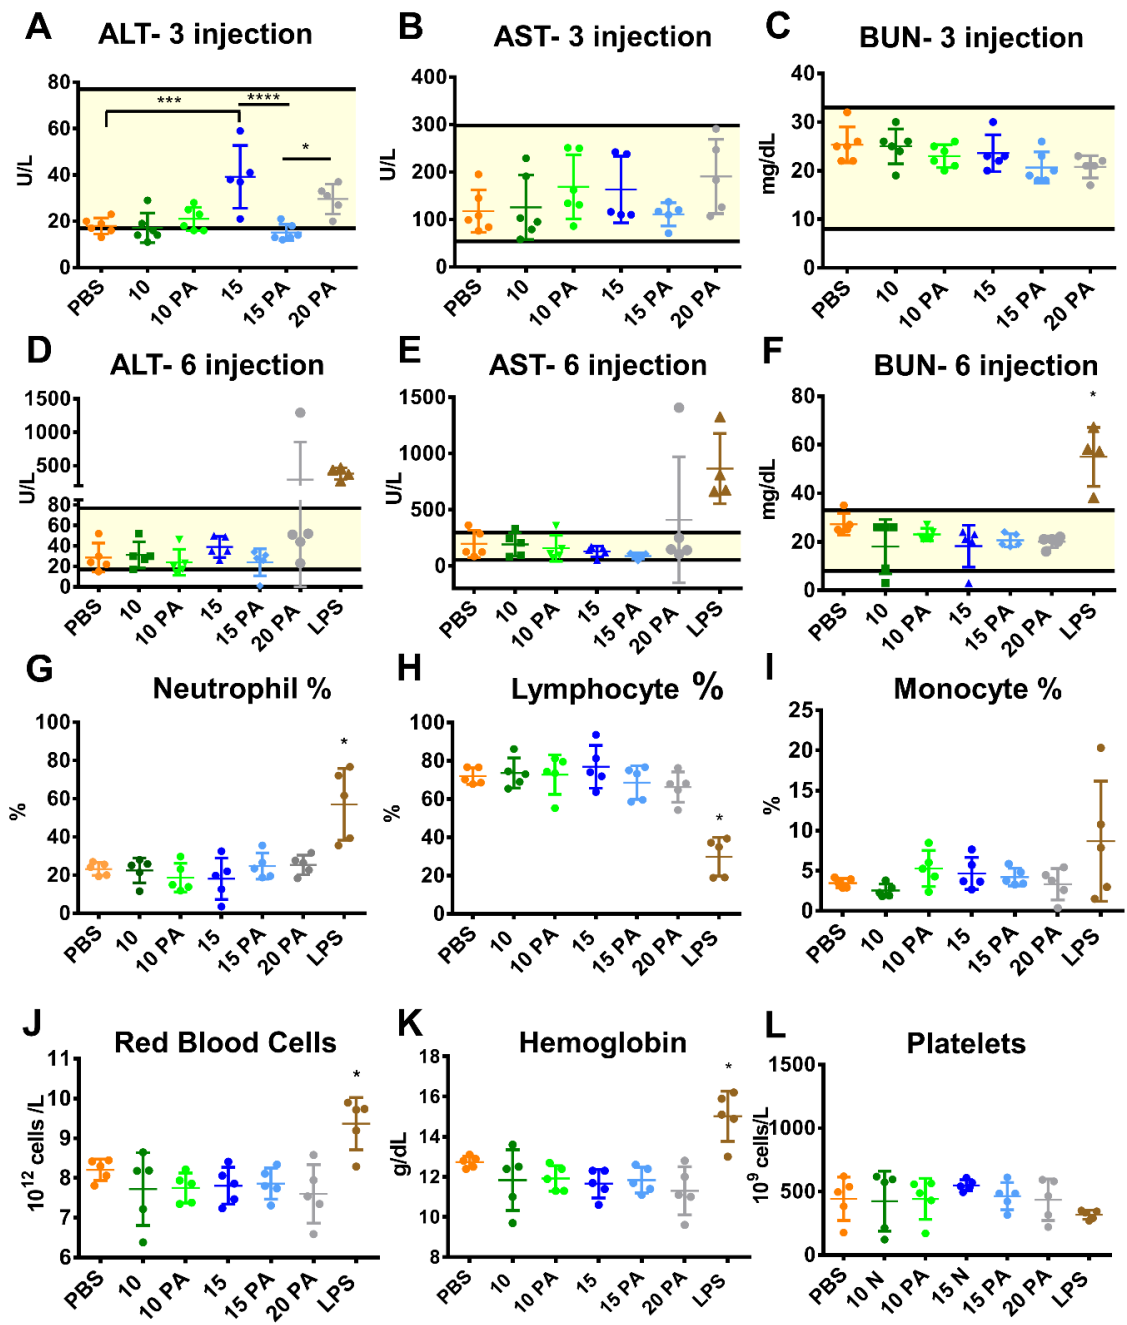 A ALT- 3 injection
U/L
80
60
40
20
0
*** ****
*
PBS 10 10 PA 15 15 PA 20 PA
B AST- 3 injection
U/L
400
300
200
100
0
PBS 10 10 PA 15 15 PA 20 PA
C BUN- 3 injection
mg/dL
40
30
20
10
0
PBS 10 10 PA 15 15 PA 20 PA
D ALT- 6 injection
U/L
1500
1000
500
80
60
40
20
0
PBS 10 10 PA 15 15 PA 20 PA LPS
E AST- 6 injection
U/L
1500
1000
500
0
PBS 10 10 PA 15 15 PA 20 PA LPS
F BUN- 6 injection
mg/dL
80
60
40
20
0
*
PBS 10 10 PA 15 15 PA 20 PA LPS
G Neutrophil %
%
100
80
60
40
20
0
*
PBS 10 10 PA 15 15 PA 20 PA LPS
H Lymphocyte %
%
100
80
60
40
20
0
*
PBS 10 10 PA 15 15 PA 20 PA LPS
I Monocyte %
%
25
20
15
10
5
0
PBS 10 10 PA 15 15 PA 20 PA LPS
J Red Blood Cells
10¹² cells /L
11
10
9
8
7
6
*
PBS 10 10 PA 15 15 PA 20 PA LPS
K Hemoglobin
g/dL
18
16
14
12
10
8
*
PBS 10 10 PA 15 15 PA 20 PA LPS
L Platelets
10⁹ cells/L
1500
1000
500
0
PBS 10 N 10 PA 15 N 15 PA 20 PA LPS